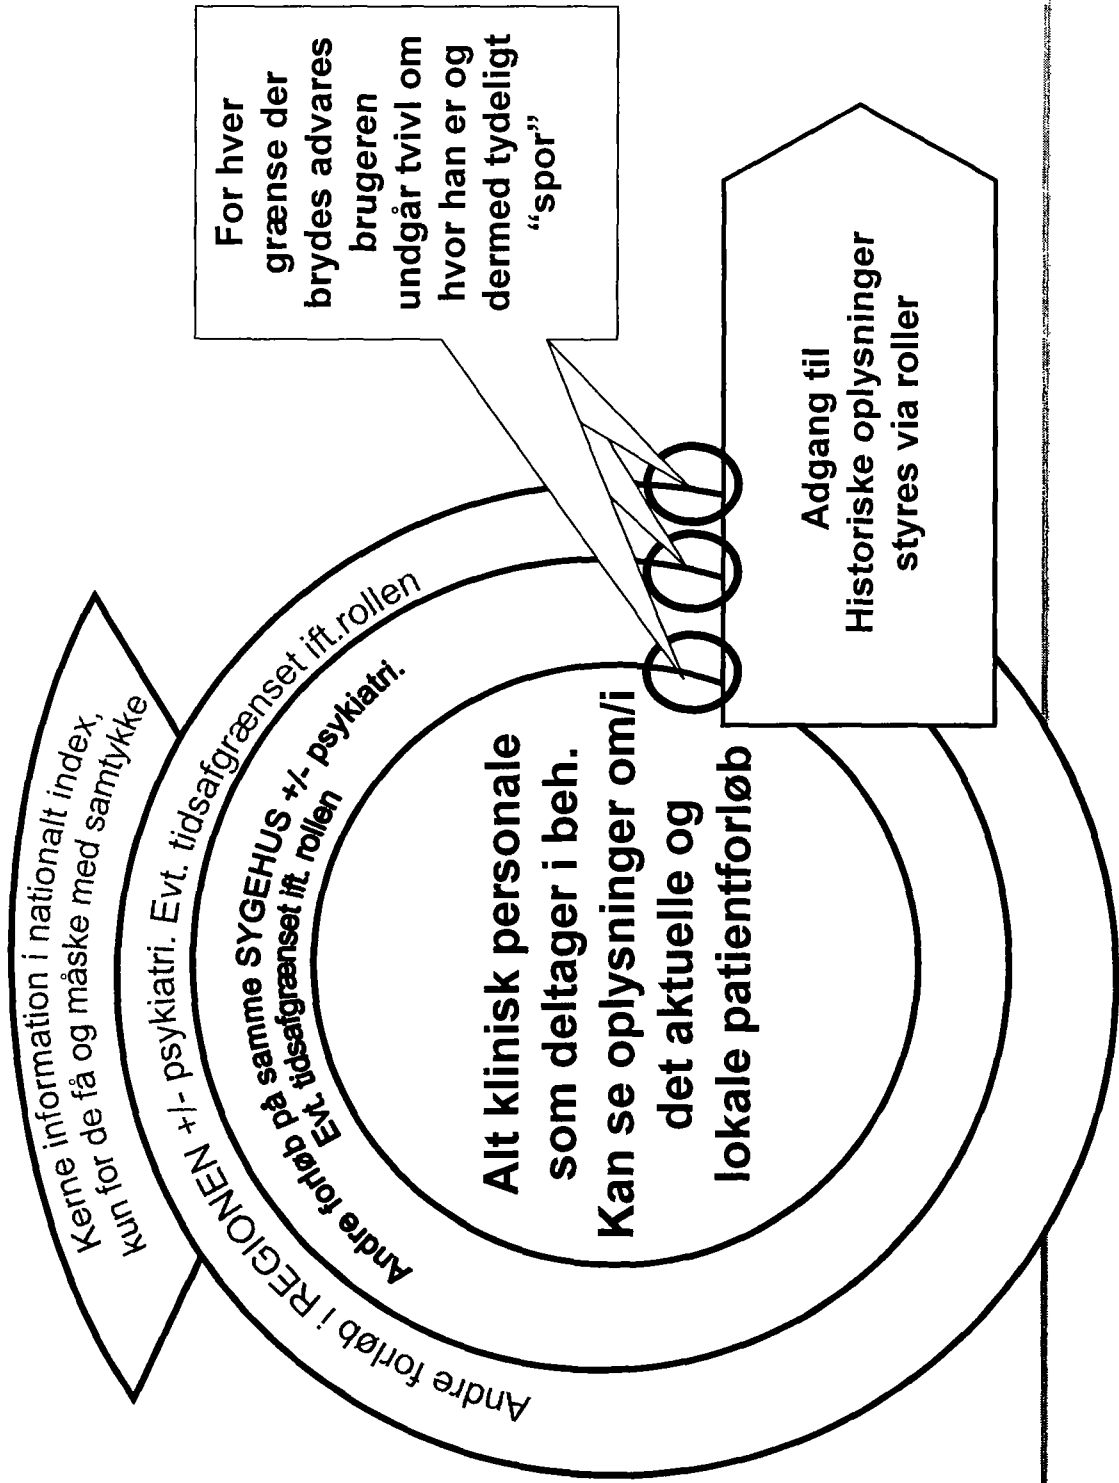 Kerne information i nationalt index,
kun for de få og måske med samtykke
Andre forløb i REGIONEN +/- psykiatri. Evt. tidsafgrænset ift.rollen
Andre forløb på samme SYGEHUS +/- psykiatri.
Evt. tidsafgrænset ift. rollen
Alt klinisk personale
som deltager i beh.
Kan se oplysninger om/i
det aktuelle og
lokale patientforløb
For hver
grænse der
brydes advares
brugeren
undgår tvivl om
hvor han er og
dermed tydeligt
“spor”
Adgang til
Historiske oplysninger
styres via roller